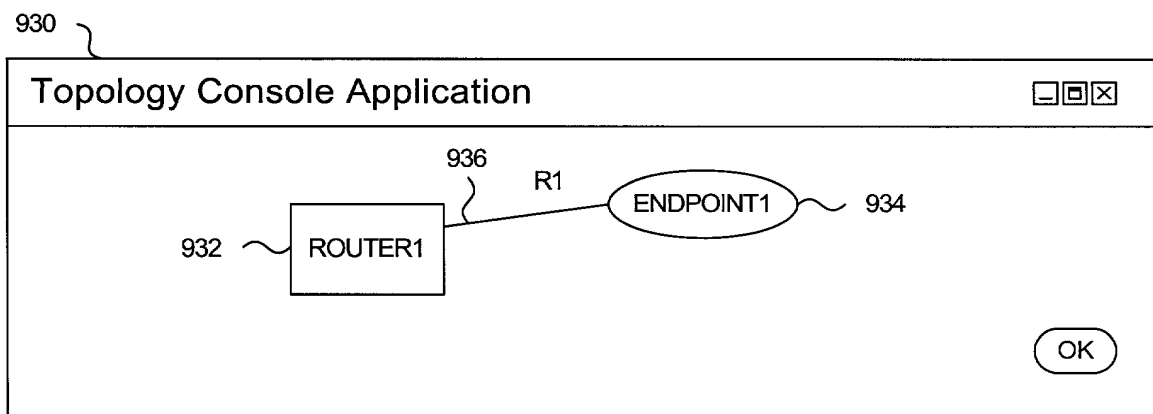 930
Topology Console Application
936
R1
ENDPOINT1
934
932
ROUTER1
OK